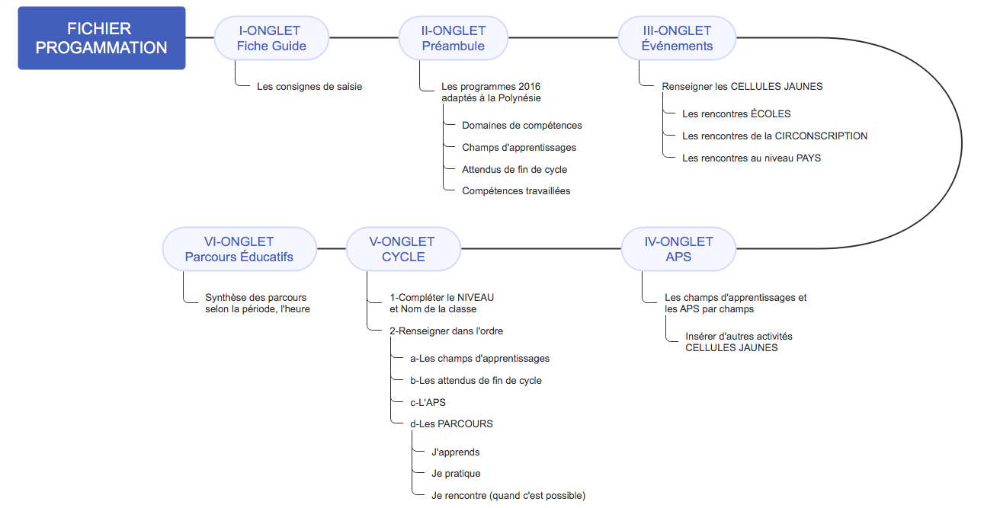 FICHIER
PROGAMMATION
I-ONGLET
Fiche Guide
Les consignes de saisie
II-ONGLET
Préambule
Les programmes 2016
adaptés à la Polynésie
Domaines de compétences
Champs d'apprentissages
Attendus de fin de cycle
Compétences travaillées
III-ONGLET
Événements
Renseigner les CELLULES JAUNES
Les rencontres ÉCOLES
Les rencontres de la CIRCONSCRIPTION
Les rencontres au niveau PAYS
IV-ONGLET
APS
Les champs d'apprentissages et
les APS par champs
Insérer d'autres activités
CELLULES JAUNES
V-ONGLET
CYCLE
1-Compléter le NIVEAU
et Nom de la classe
2-Renseigner dans l'ordre
a-Les champs d'apprentissages
b-Les attendus de fin de cycle
c-L'APS
d-Les PARCOURS
J'apprends
Je pratique
Je rencontre (quand c'est possible)
VI-ONGLET
Parcours Éducatifs
Synthèse des parcours
selon la période, l'heure